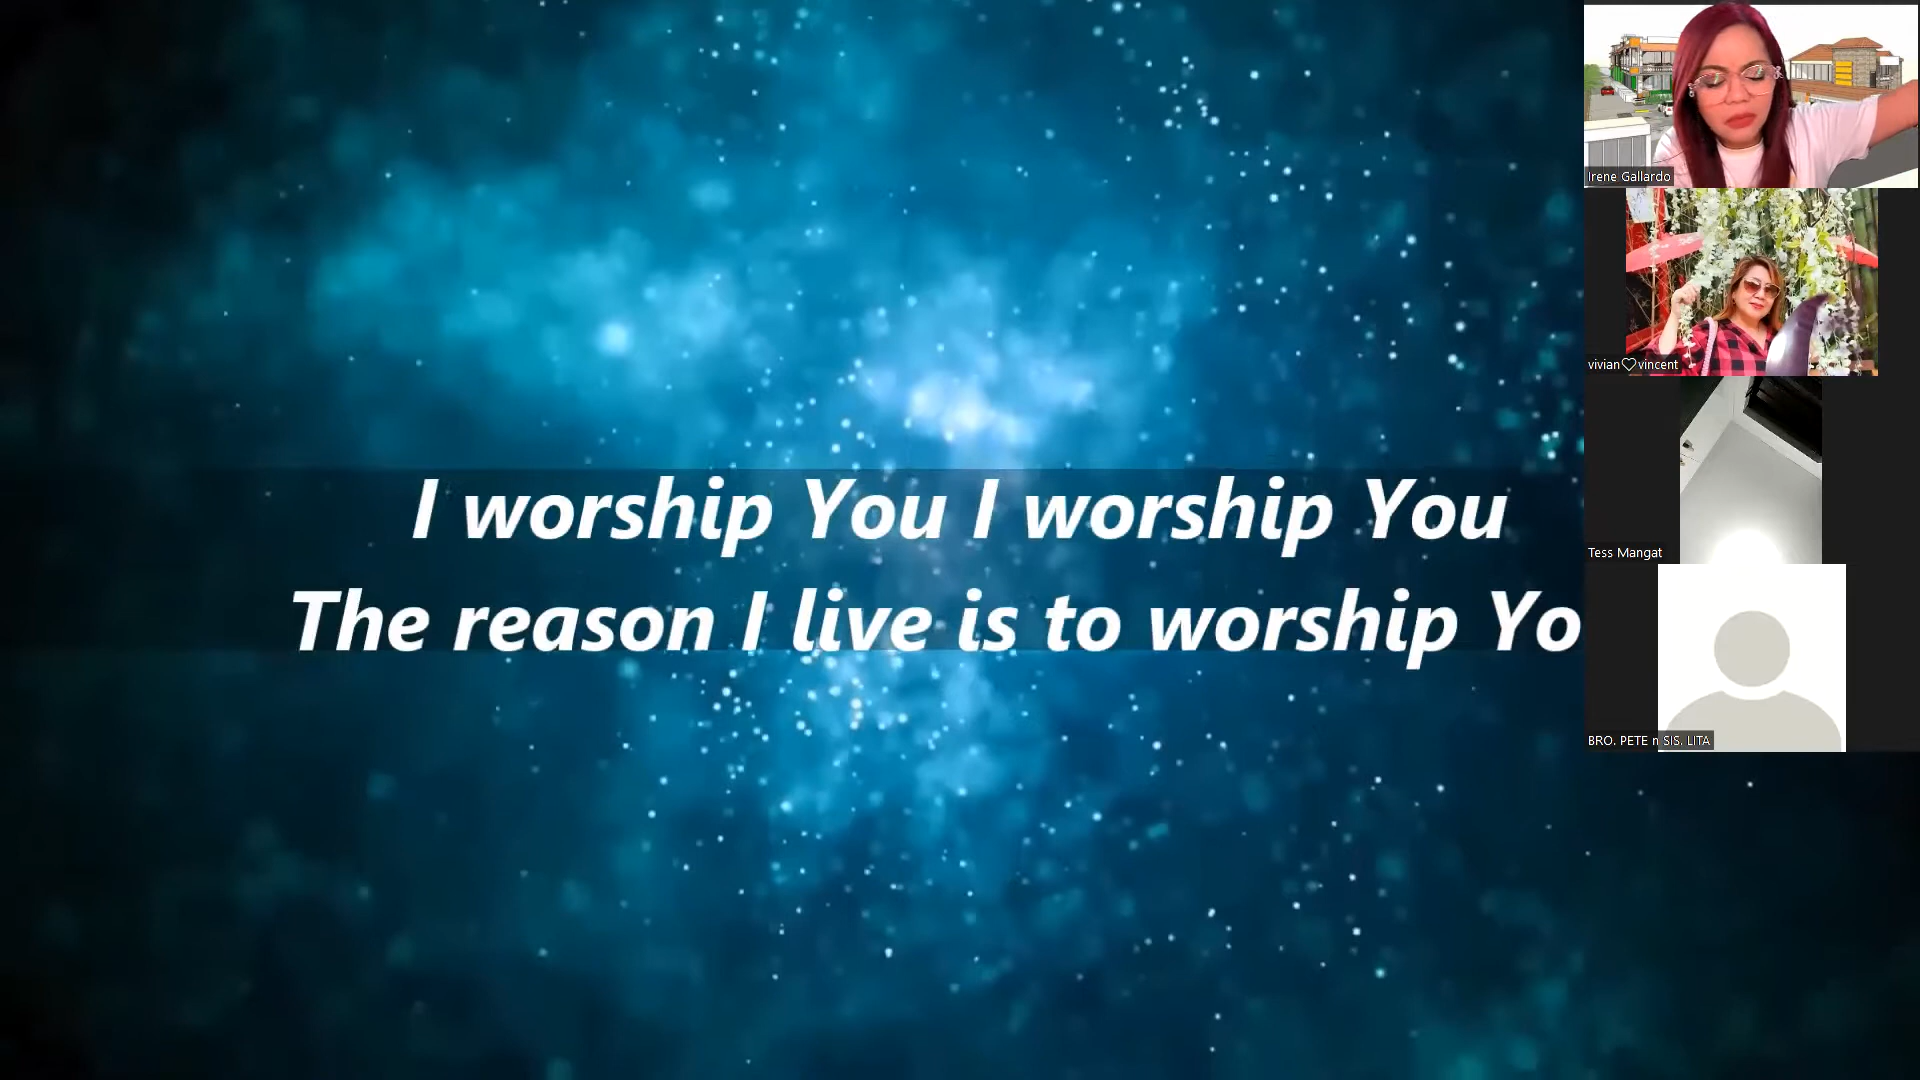 I worship You I worship You
The reason I live is to worship Yo
Irene Gallardo
vivian♡vincent
Tess Mangat
BRO. PETE n SIS. LITA